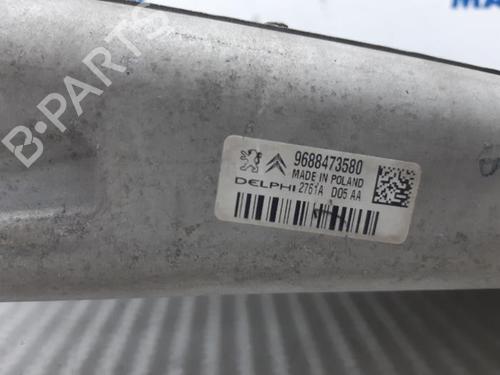 9688473580
MADE IN POLAND
DELPHI 2761A D05 AA
B-PARTS